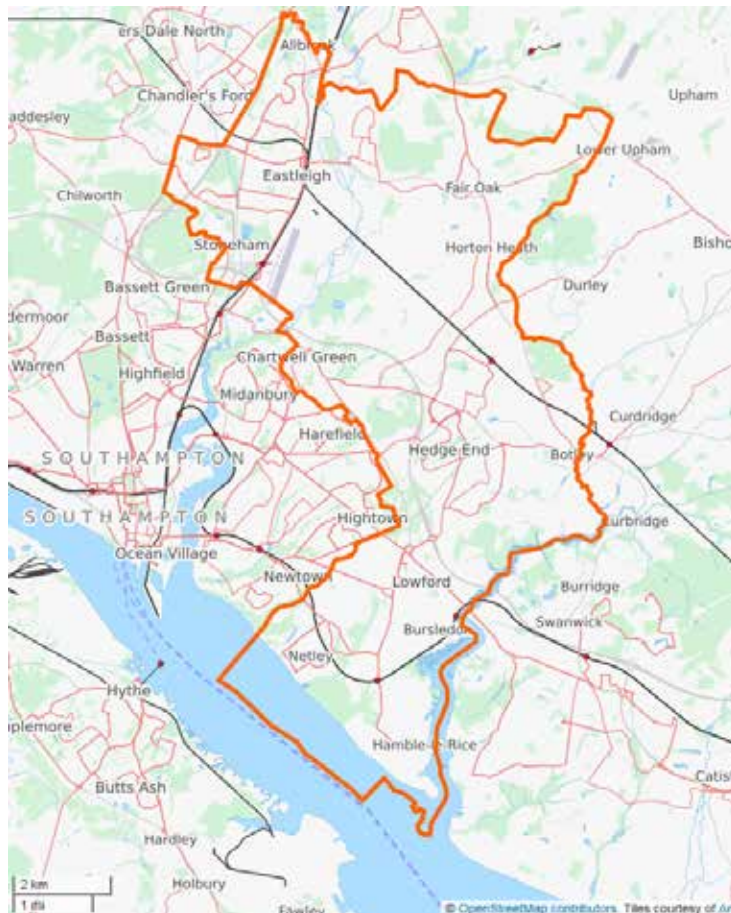 ers Dale North
Allbrook
Chandler's Ford
addesley
Upham
Lower Upham
Eastleigh
Fair Oak
Chilworth
Stoneham
Horton Heath
Bisho
Bassett Green
Durley
dermoor
Bassett
Chartwell Green
Warren
Highfield
Midanbury
Curdridge
Harefield
Hedge End
Botley
SOUTHAMPTON
SOUTHAMPTON
Hightown
urbridge
Ocean Village
Newtown
Lowford
Burridge
Swanwick
Bursledon
Netley
Hythe
Hamble-le-Rice
plemore
Catis
Butts Ash
Hardley
2 km
Holbury
1 mi
Fawley
© OpenStreetMap contributors. Tiles courtesy of